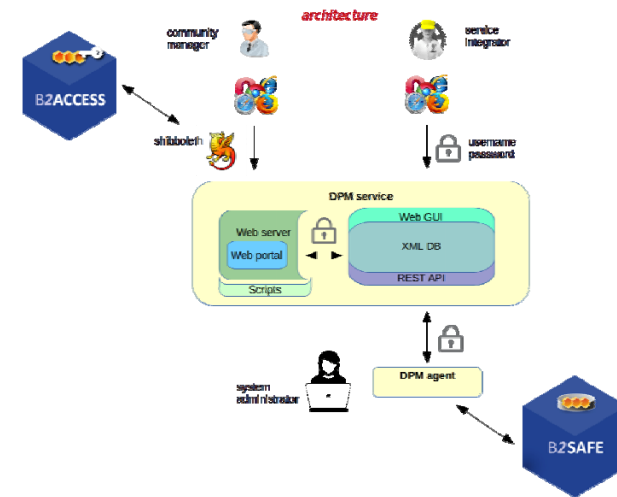 architecture
community
manager
service
integrator
B2ACCESS
shibboleth
username
password
DPM service
Web server
Web portal
Scripts
Web GUI
XML DB
REST API
system
administrator
DPM agent
B2SAFE